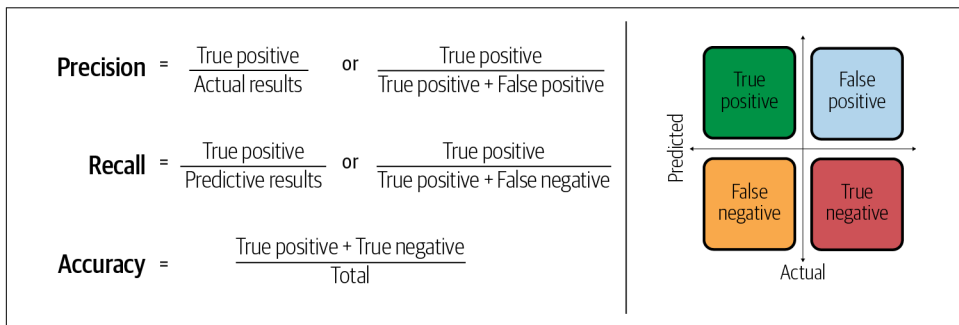 Precision = True positive / Actual results or True positive / True positive + False positive
Recall = True positive / Predictive results or True positive / True positive + False negative
Accuracy = True positive + True negative / Total
Predicted
True positive
False positive
False negative
True negative
Actual